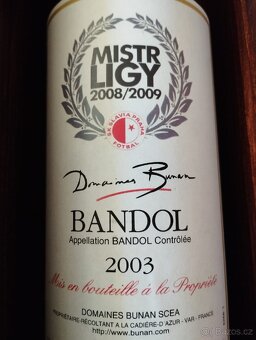 MISTR
LIGY
2008/2009
SK SLAVIA PRAHA
FOTBAL
Domaines Bunan
BANDOL
Appellation BANDOL Contrôlée
2003
Mis en bouteille à la Propriété
DOMAINES BUNAN SCEA
PROPRIÉTAIRE-RÉCOLTANT A LA CADIÈRE-D'AZUR - VAR - FRANCE
http://www.bunan.com